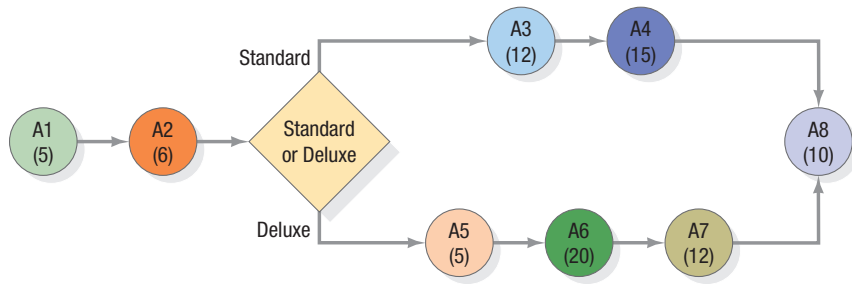 A1
(5)
A2
(6)
Standard
or Deluxe
Standard
A3
(12)
A4
(15)
Deluxe
A5
(5)
A6
(20)
A7
(12)
A8
(10)